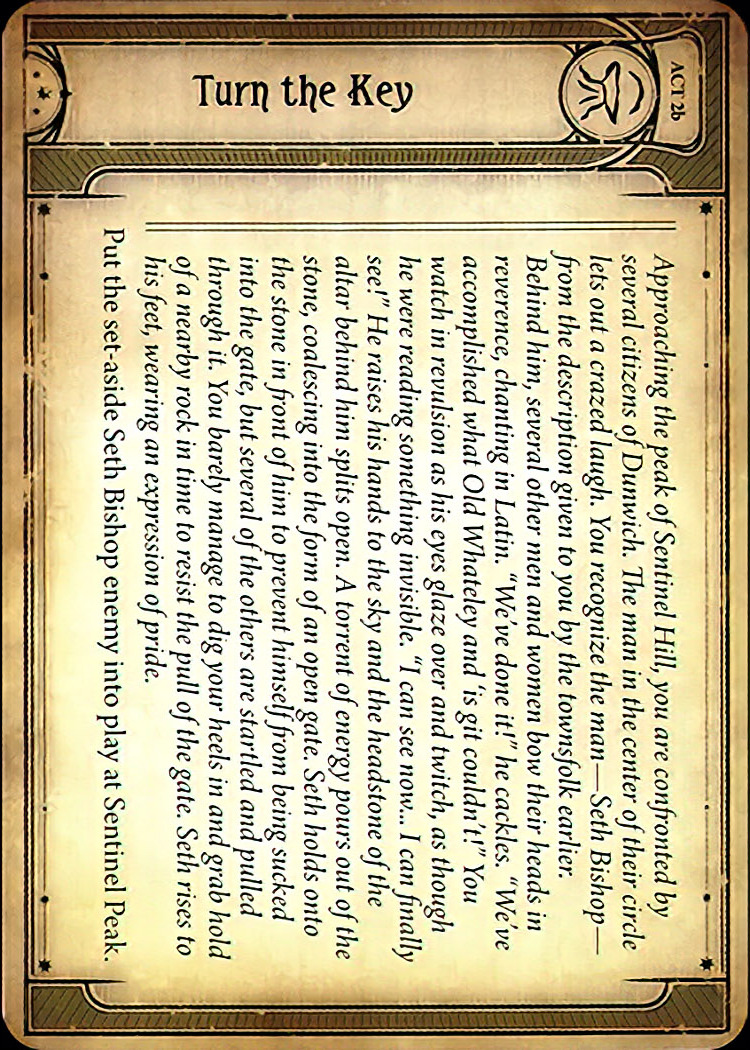 ACT 2b
Turn the Key
Approaching the peak of Sentinel Hill, you are confronted by
several citizens of Dunwich. The man in the center of their circle
lets out a crazed laugh. You recognize the man—Seth Bishop—
from the description given to you by the townsfolk earlier.
Behind him, several other men and women bow their heads in
reverence, chanting in Latin. “We’ve done it!” he cackles. “We’ve
accomplished what Old Whateley and ‘is git couldn’t!” You
watch in revulsion as his eyes glaze over and twitch, as though
he were reading something invisible. “I can see now... I can finally
see!” He raises his hands to the sky and the headstone of the
altar behind him splits open. A torrent of energy pours out of the
stone, coalescing into the form of an open gate. Seth holds onto
the stone in front of him to prevent himself from being sucked
into the gate, but several of the others are startled and pulled
through it. You barely manage to dig your heels in and grab hold
of a nearby rock in time to resist the pull of the gate. Seth rises to
his feet, wearing an expression of pride.
Put the set-aside Seth Bishop enemy into play at Sentinel Peak.